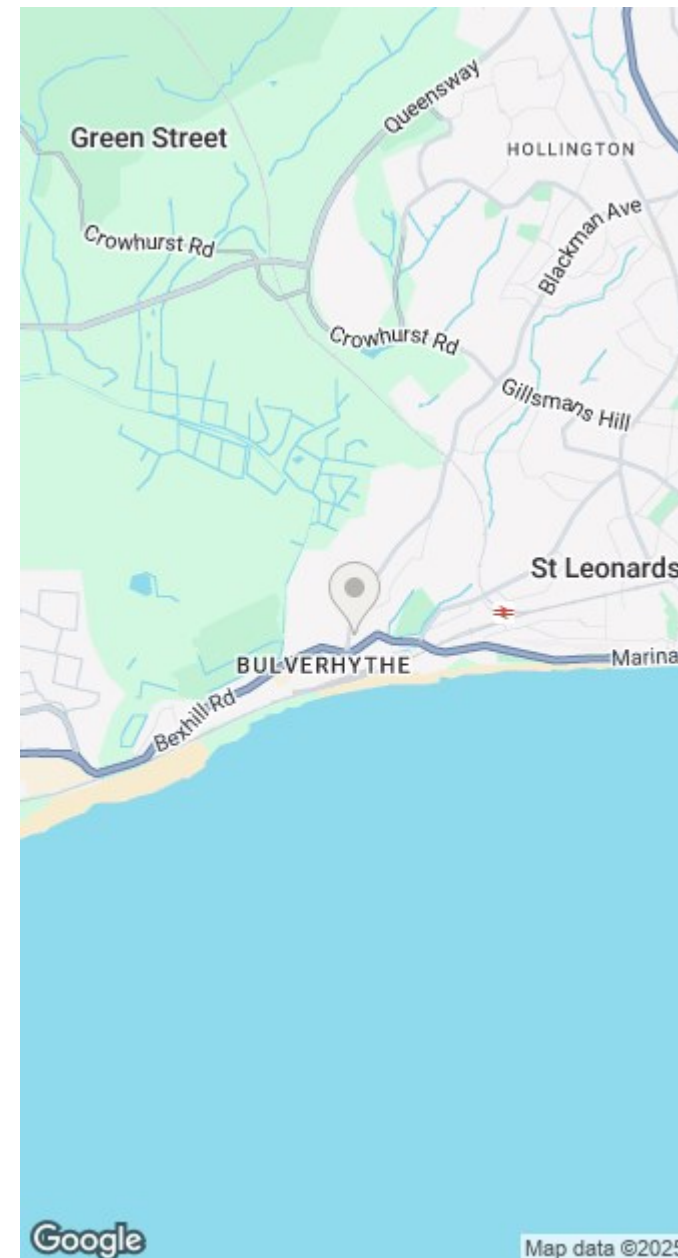 Queensway
Green Street
HOLLINGTON
Blackman Ave
Crowhurst Rd
Crowhurst Rd
Gillsmans Hill
St Leonards
BULVERHYTHE
Marina
Bexhill Rd
Google
Map data ©2025